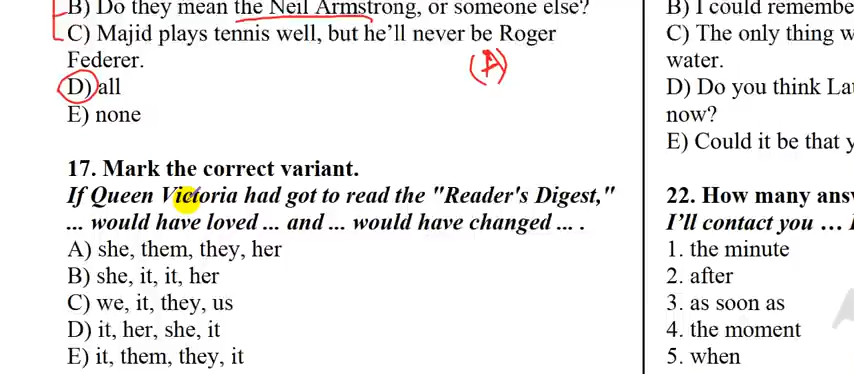 B) Do they mean the Neil Armstrong, or someone else?
C) Majid plays tennis well, but he'll never be Roger
Federer.
(A)
D) all
E) none
17. Mark the correct variant.
If Queen Victoria had got to read the "Reader's Digest,"
... would have loved ... and ... would have changed ... .
A) she, them, they, her
B) she, it, it, her
C) we, it, they, us
D) it, her, she, it
E) it, them, they, it
B) I could remembe
C) The only thing w
water.
D) Do you think La
now?
E) Could it be that y
22. How many ans
I'll contact you …
1. the minute
2. after
3. as soon as
4. the moment
5. when